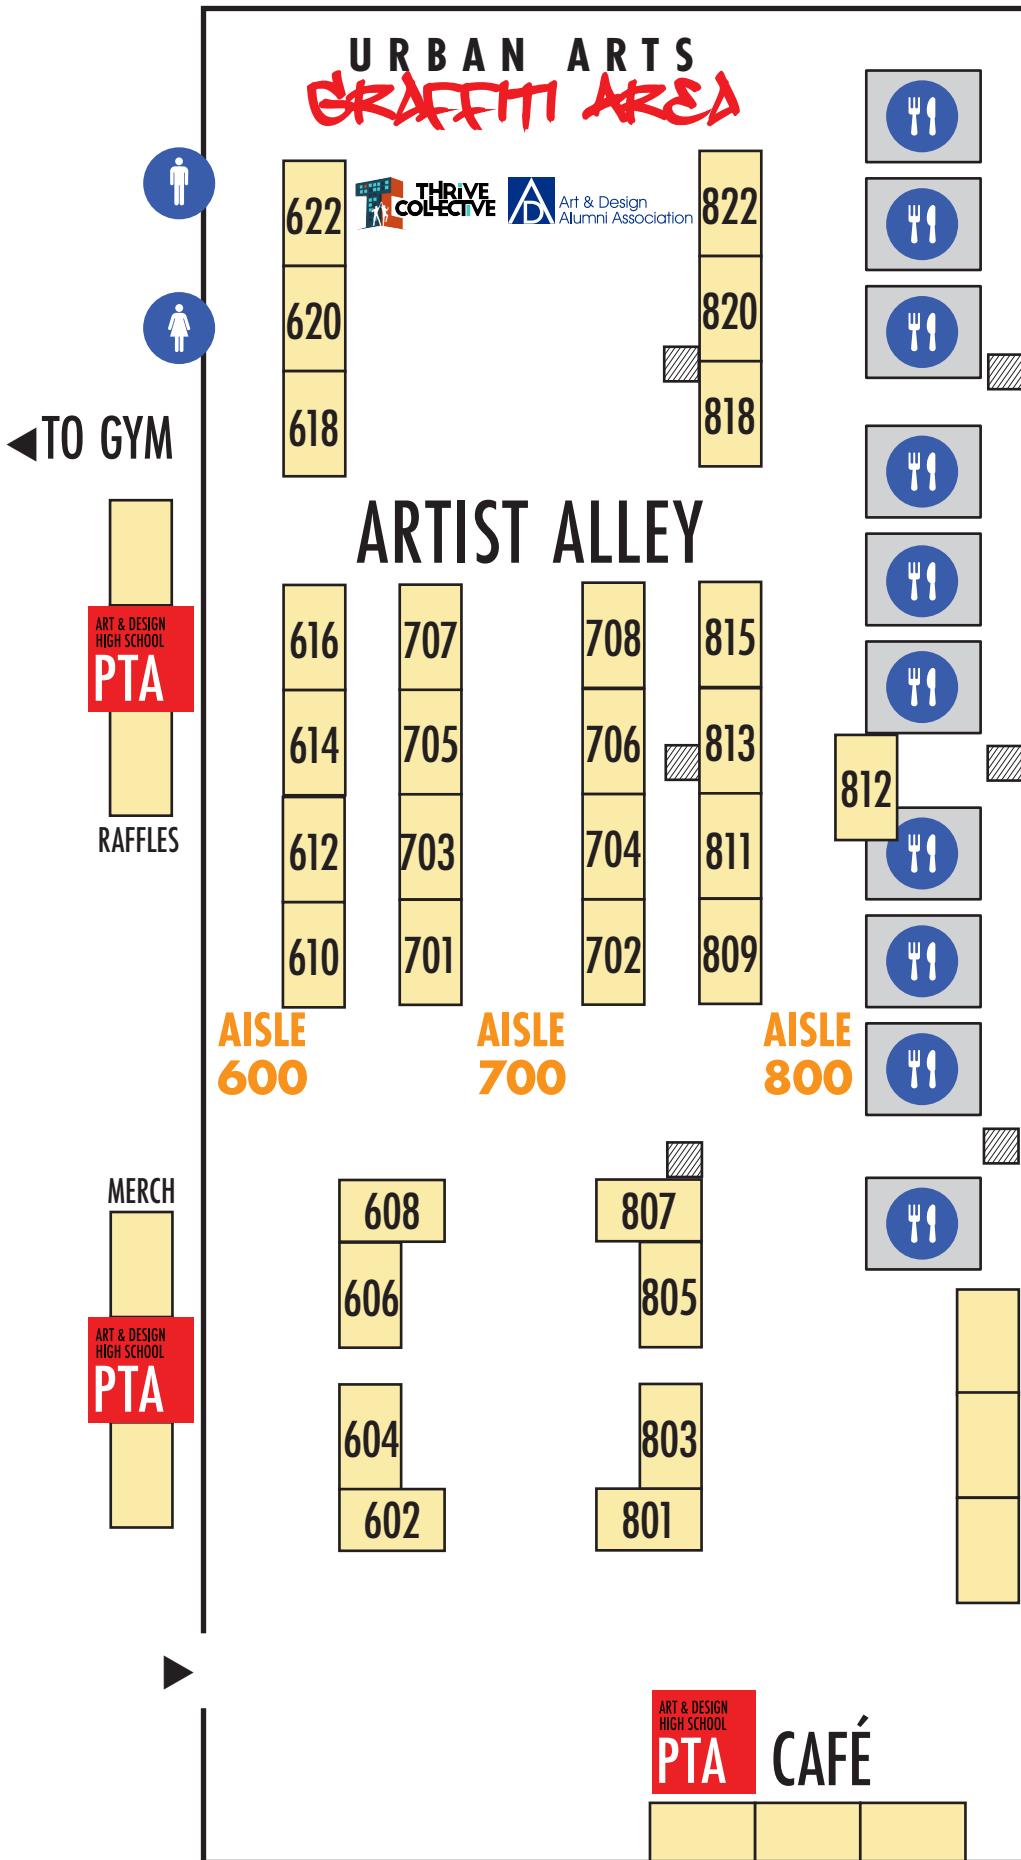 URBAN ARTS
GRAFFITI AREA
THRIVE
COLLECTIVE
AD
Art & Design
Alumni Association
622
822
620
820
618
818
TO GYM
ARTIST ALLEY
616
707
708
815
ART & DESIGN
HIGH SCHOOL
PTA
614
705
706
813
812
RAFFLES
612
703
704
811
610
701
702
809
AISLE
600
AISLE
700
AISLE
800
MERCH
608
807
606
805
ART & DESIGN
HIGH SCHOOL
PTA
604
803
602
801
ART & DESIGN
HIGH SCHOOL
PTA
CAFÉ